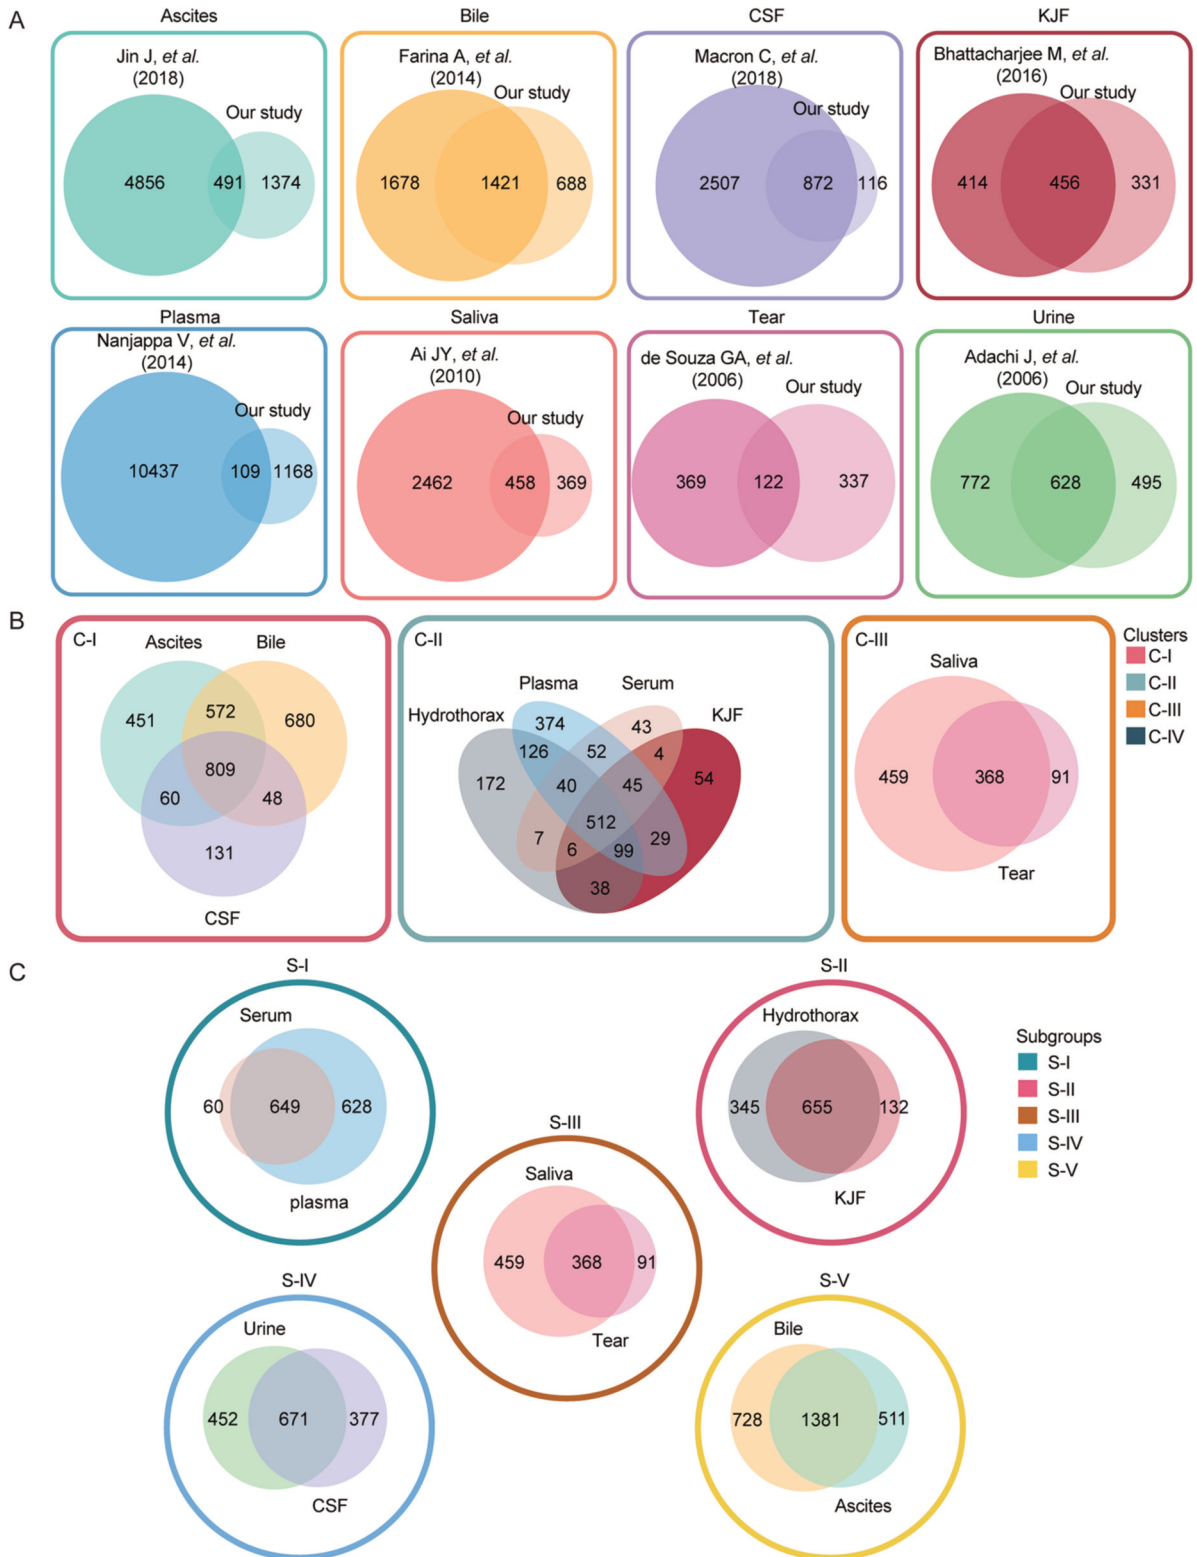 A
Ascites
Bile
CSF
KJF
Jin J, et al.
(2018)
Our study
4856
491
1374
Farina A, et al.
(2014)
Our study
1678
1421
688
Macron C, et al.
(2018)
Our study
2507
872
116
Bhattacharjee M, et al.
(2016)
Our study
414
456
331
Plasma
Saliva
Tear
Urine
Nanjappa V, et al.
(2014)
Our study
10437
109
1168
Ai JY, et al.
(2010)
Our study
2462
458
369
de Souza GA, et al.
(2006)
Our study
369
122
337
Adachi J, et al.
(2006)
Our study
772
628
495
B
C-I
Ascites
Bile
451
572
680
809
60
48
131
CSF
C-II
Plasma
Serum
Hydrothorax
KJF
374
43
126
52
4
172
40
45
54
512
7
6
99
29
38
C-III
Saliva
459
368
91
Tear
Clusters
C-I
C-II
C-III
C-IV
C
S-I
Serum
60
649
628
plasma
S-II
Hydrothorax
345
655
132
KJF
Subgroups
S-I
S-II
S-III
S-IV
S-V
S-III
Saliva
459
368
91
Tear
S-IV
Urine
452
671
377
CSF
S-V
Bile
728
1381
511
Ascites